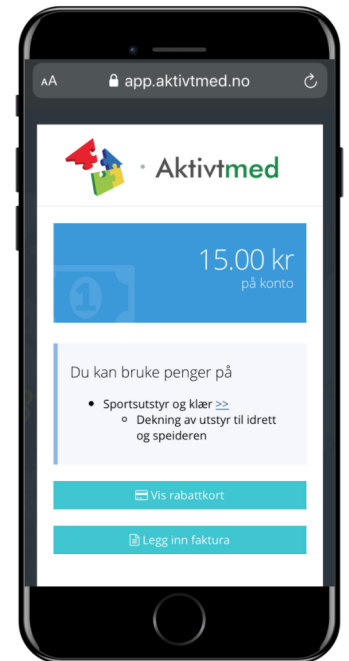 AA app.aktivtmed.no
Aktivtmed
15.00 kr
på konto
1
Du kan bruke penger på
Sportsutstyr og klær >>
Dekning av utstyr til idrett
og speideren
Vis rabattkort
Legg inn faktura